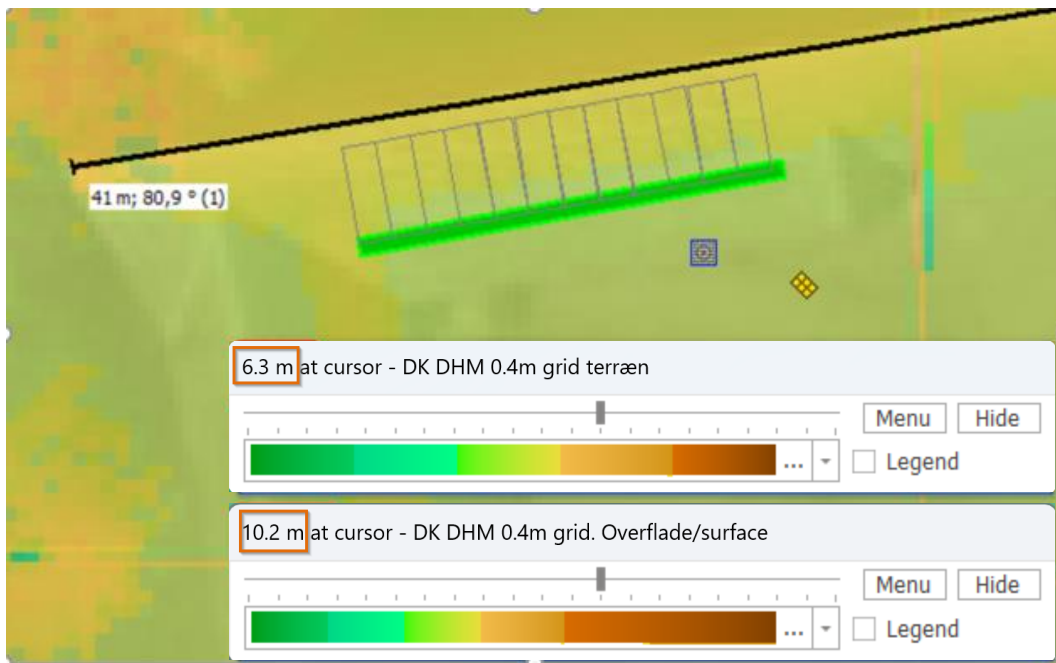 41 m; 80,9 ° (1)
6.3 m at cursor - DK DHM 0.4m grid terræn
Menu
Hide
...
Legend
10.2 m at cursor - DK DHM 0.4m grid. Overflade/surface
Menu
Hide
...
Legend